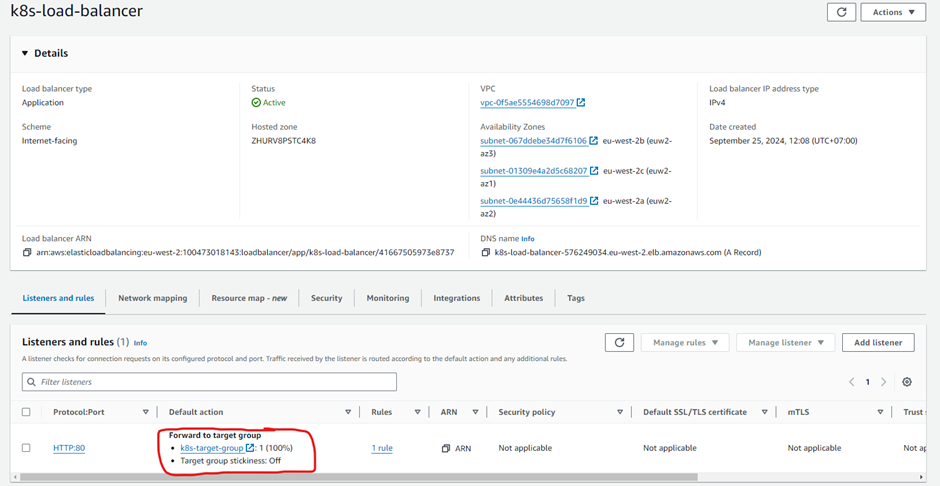 k8s-load-balancer
Actions
Details
Load balancer type
Application
Status
Active
VPC
vpc-0f5ae5554698d7097
Load balancer IP address type
IPv4
Scheme
Internet-facing
Hosted zone
ZHURV8PSTC4K8
Availability Zones
subnet-067ddebe34d7f6106 eu-west-2b (euw2-
az3)
subnet-01309e4a2d5c68207 eu-west-2c (euw2-
az1)
subnet-0e44436d75658f1d9 eu-west-2a (euw2-
az2)
Date created
September 25, 2024, 12:08 (UTC+07:00)
Load balancer ARN
arn:aws:elasticloadbalancing:eu-west-2:100473018143:loadbalancer/app/k8s-load-balancer/41667505973e8737
DNS name Info
k8s-load-balancer-576249034.eu-west-2.elb.amazonaws.com (A Record)
Listeners and rules Network mapping Resource map - new Security Monitoring Integrations Attributes Tags
Listeners and rules (1) Info
Manage rules Manage listener Add listener
A listener checks for connection requests on its configured protocol and port. Traffic received by the listener is routed according to the default action and any additional rules.
Filter listeners
1
Protocol:Port Default action Rules ARN Security policy Default SSL/TLS certificate mTLS Trust s
HTTP:80
Forward to target group
• k8s-target-group: 1 (100%)
• Target group stickiness: Off
1 rule
ARN
Not applicable
Not applicable
Not applicable
Not app